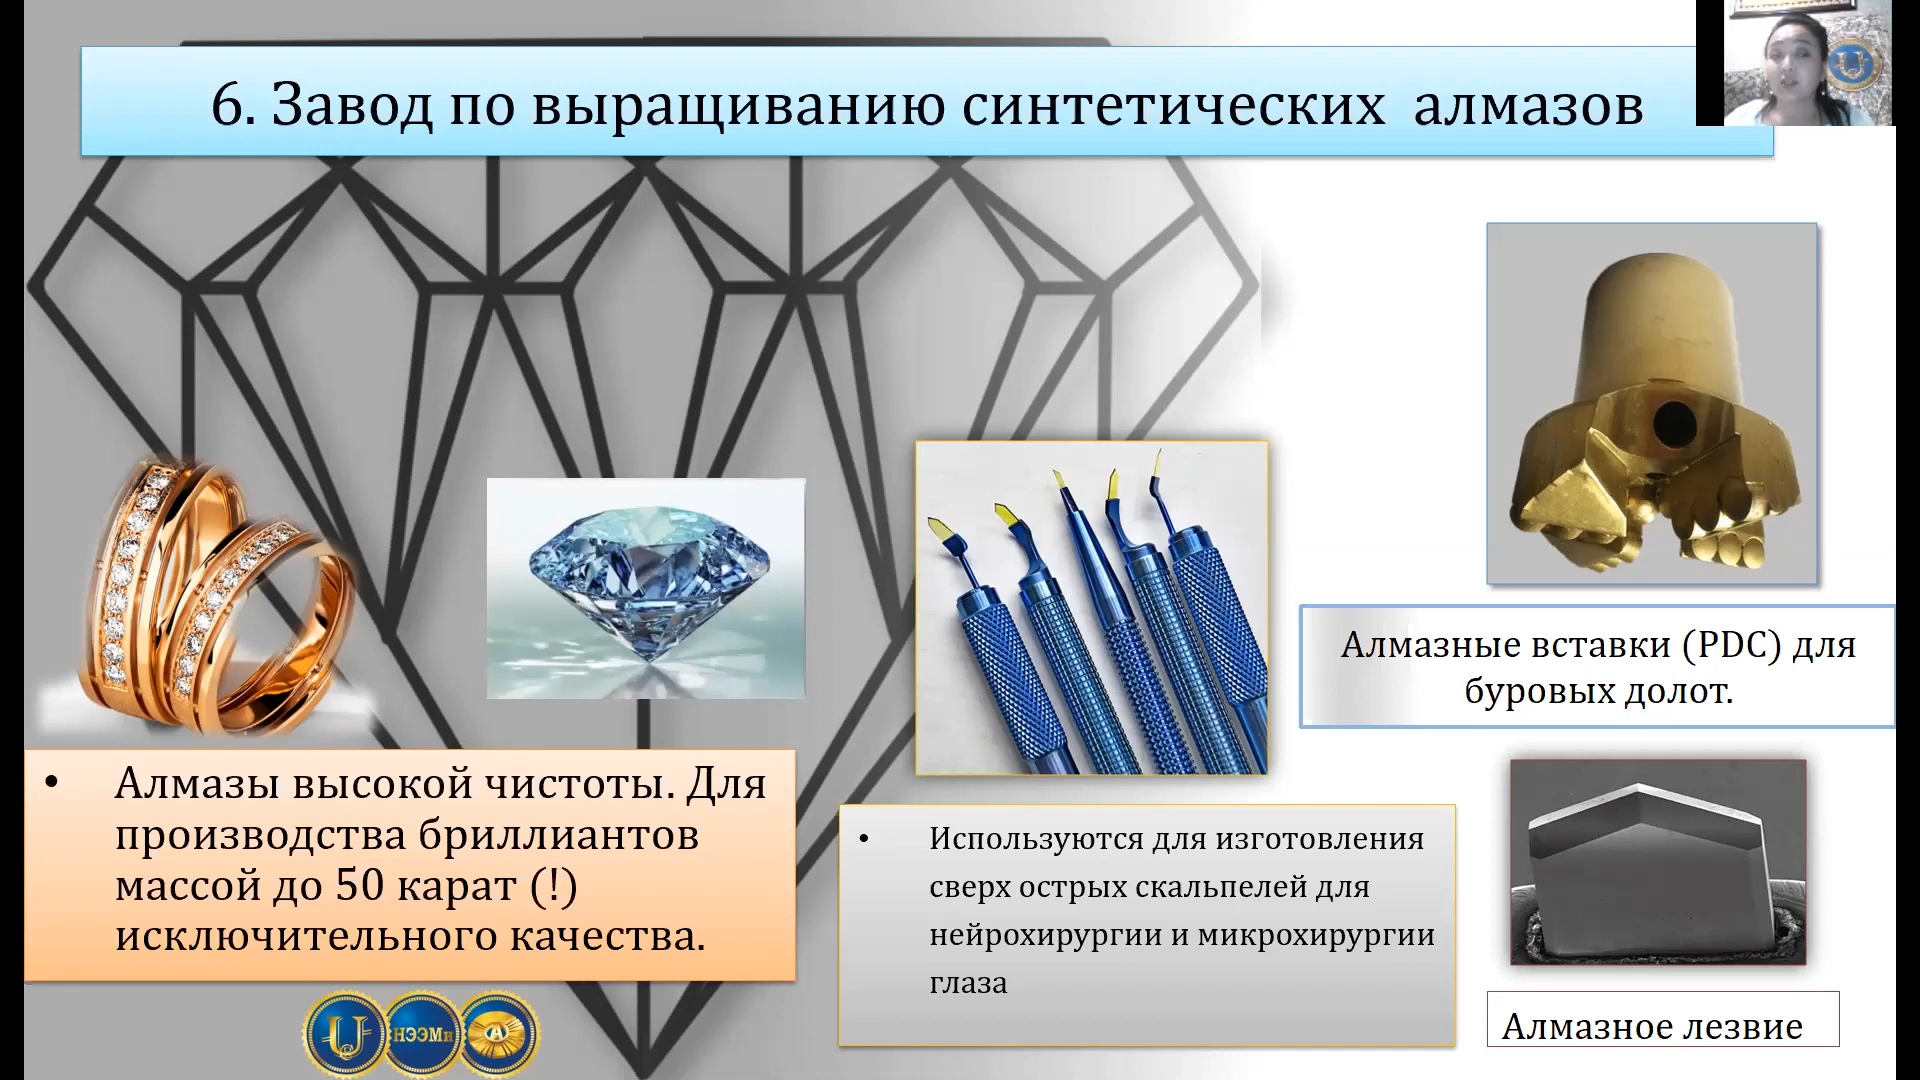 6. Завод по выращиванию синтетических алмазов
Алмазные вставки (PDC) для
буровых долот.
• Алмазы высокой чистоты. Для
производства бриллиантов
массой до 50 карат (!)
исключительного качества.
• Используются для изготовления
сверх острых скальпелей для
нейрохирургии и микрохирургии
глаза
Алмазное лезвие
НЭЭМи
А